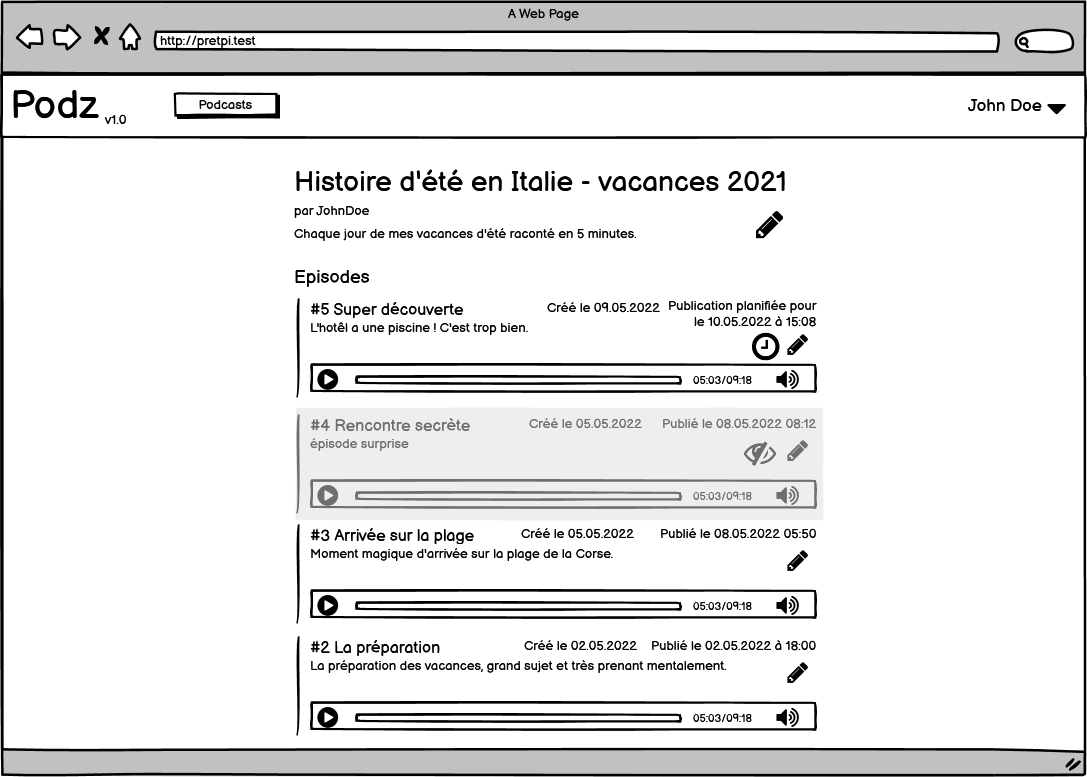 A Web Page
http://pretpi.test
Podz v1.0
Podcasts
John Doe
Histoire d'été en Italie - vacances 2021
par JohnDoe
Chaque jour de mes vacances d'été raconté en 5 minutes.
Episodes
#5 Super découverte
Créé le 09.05.2022
Publication planifiée pour
le 10.05.2022 à 15:08
L'hotêl a une piscine ! C'est trop bien.
05:03/09:18
#4 Rencontre secrète
Créé le 05.05.2022
Publié le 08.05.2022 08:12
épisode surprise
05:03/09:18
#3 Arrivée sur la plage
Créé le 05.05.2022
Publié le 08.05.2022 05:50
Moment magique d'arrivée sur la plage de la Corse.
05:03/09:18
#2 La préparation
Créé le 02.05.2022
Publié le 02.05.2022 à 18:00
La préparation des vacances, grand sujet et très prenant mentalement.
05:03/09:18